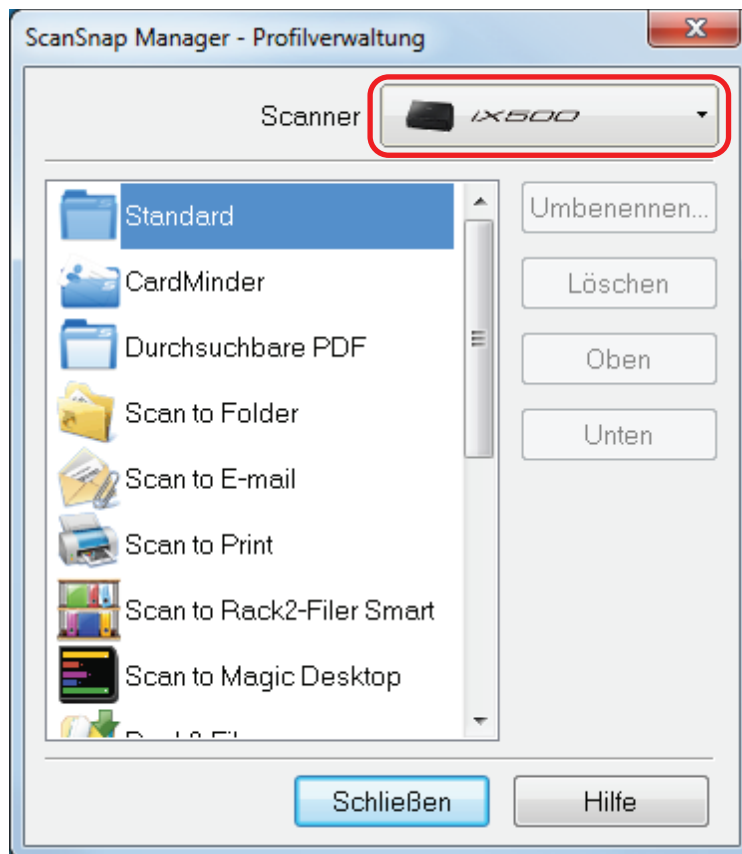 ScanSnap Manager - Profilverwaltung
Scanner iX500
Standard
CardMinder
Durchsuchbare PDF
Scan to Folder
Scan to E-mail
Scan to Print
Scan to Rack2-Filer Smart
Scan to Magic Desktop
Umbenennen...
Löschen
Oben
Unten
Schließen
Hilfe